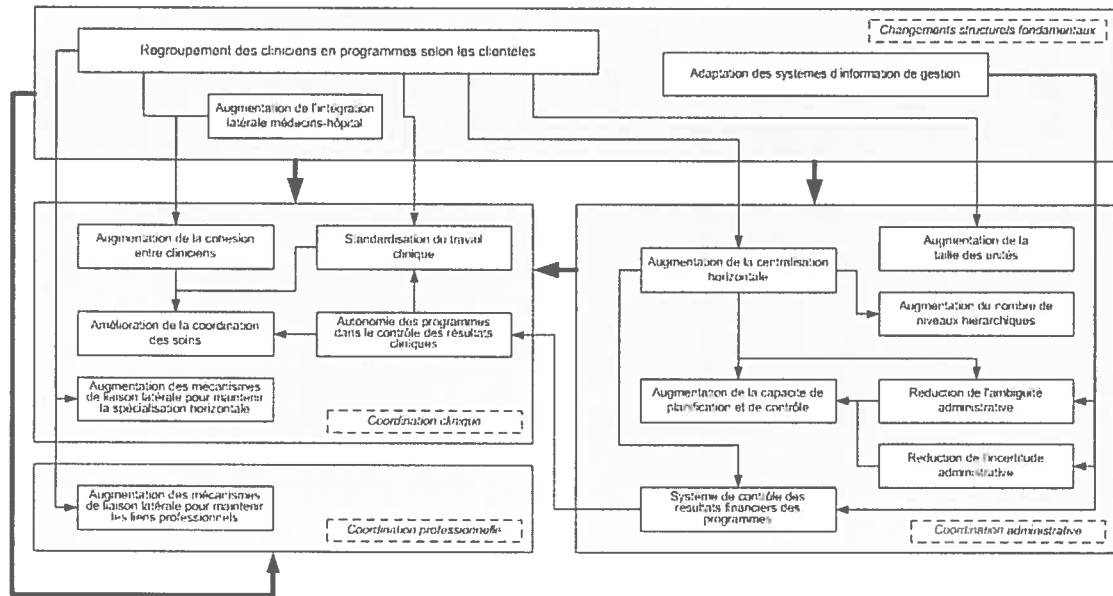 Changements structurels fondamentaux
Regroupement des cliniciens en programmes selon les clientèles
Adaptation des systèmes d'information de gestion
Augmentation de l'intégration
latérale médecins-hôpital
Augmentation de la cohésion
entre cliniciens
Standardisation du travail
clinique
Amélioration de la coordination
des soins
Autonomie des programmes
dans le contrôle des résultats
cliniques
Augmentation des mécanismes
de liaison latérale pour maintenir
la spécialisation horizontale
Coordination clinique
Augmentation des mécanismes
de liaison latérale pour maintenir
les liens professionnels
Coordination professionnelle
Augmentation de la centralisation
horizontale
Augmentation de la
taille des unités
Augmentation du nombre de
niveaux hiérarchiques
Augmentation de la capacité de
planification et de contrôle
Réduction de l'ambiguïté
administrative
Réduction de l'incertitude
administrative
Système de contrôle des
résultats financiers des
programmes
Coordination administrative